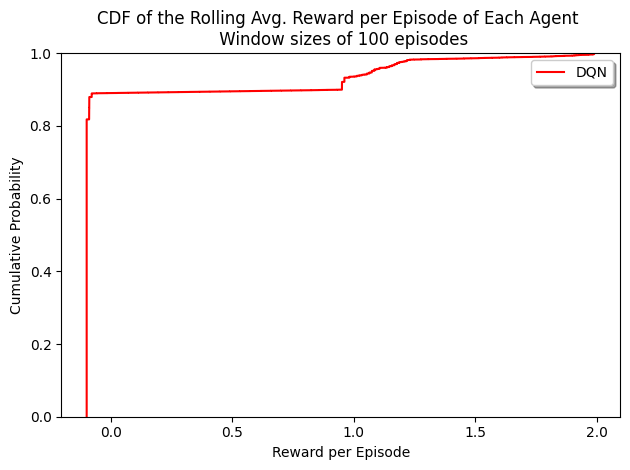 CDF of the Rolling Avg. Reward per Episode of Each Agent
Window sizes of 100 episodes
DQN
1.0
0.8
0.6
0.4
0.2
0.0
Cumulative Probability
0.0 0.5 1.0 1.5 2.0
Reward per Episode